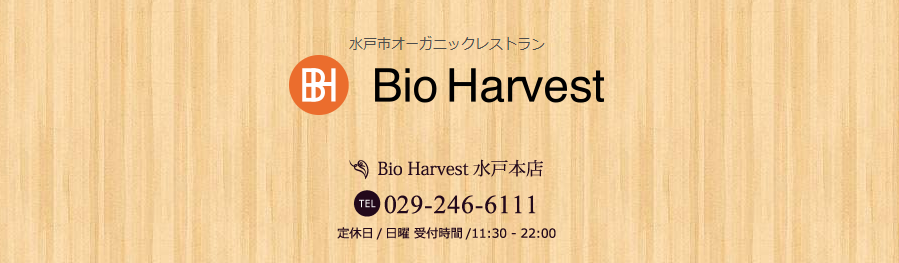 水戸市オーガニックレストラン
BH Bio Harvest
Bio Harvest 水戸本店
TEL 029-246-6111
定休日 / 日曜 受付時間 /11:30 - 22:00